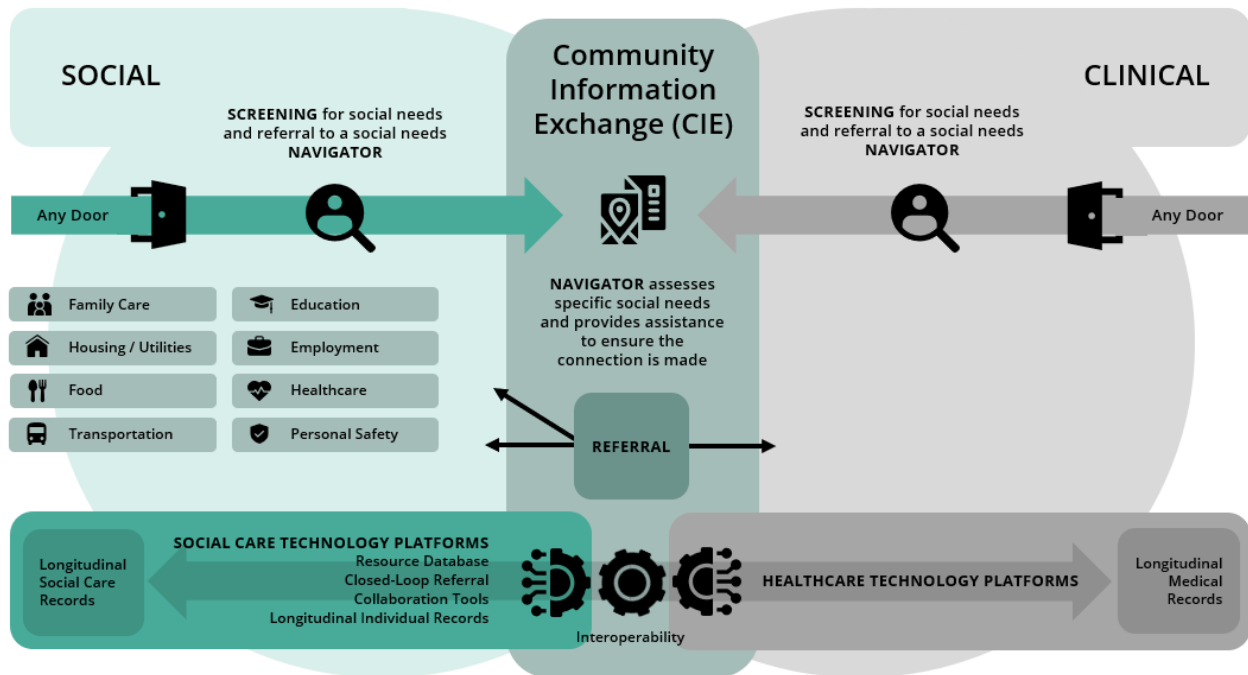 SOCIAL
Community
Information
Exchange (CIE)
CLINICAL
SCREENING for social needs
and referral to a social needs
NAVIGATOR
SCREENING for social needs
and referral to a social needs
NAVIGATOR
Any Door
Any Door
NAVIGATOR assesses
specific social needs
and provides assistance
to ensure the
connection is made
Family Care
Education
Housing / Utilities
Employment
Food
Healthcare
Transportation
Personal Safety
REFERRAL
Longitudinal
Social Care
Records
SOCIAL CARE TECHNOLOGY PLATFORMS
Resource Database
Closed-Loop Referral
Collaboration Tools
Longitudinal Individual Records
Interoperability
HEALTHCARE TECHNOLOGY PLATFORMS
Longitudinal
Medical
Records